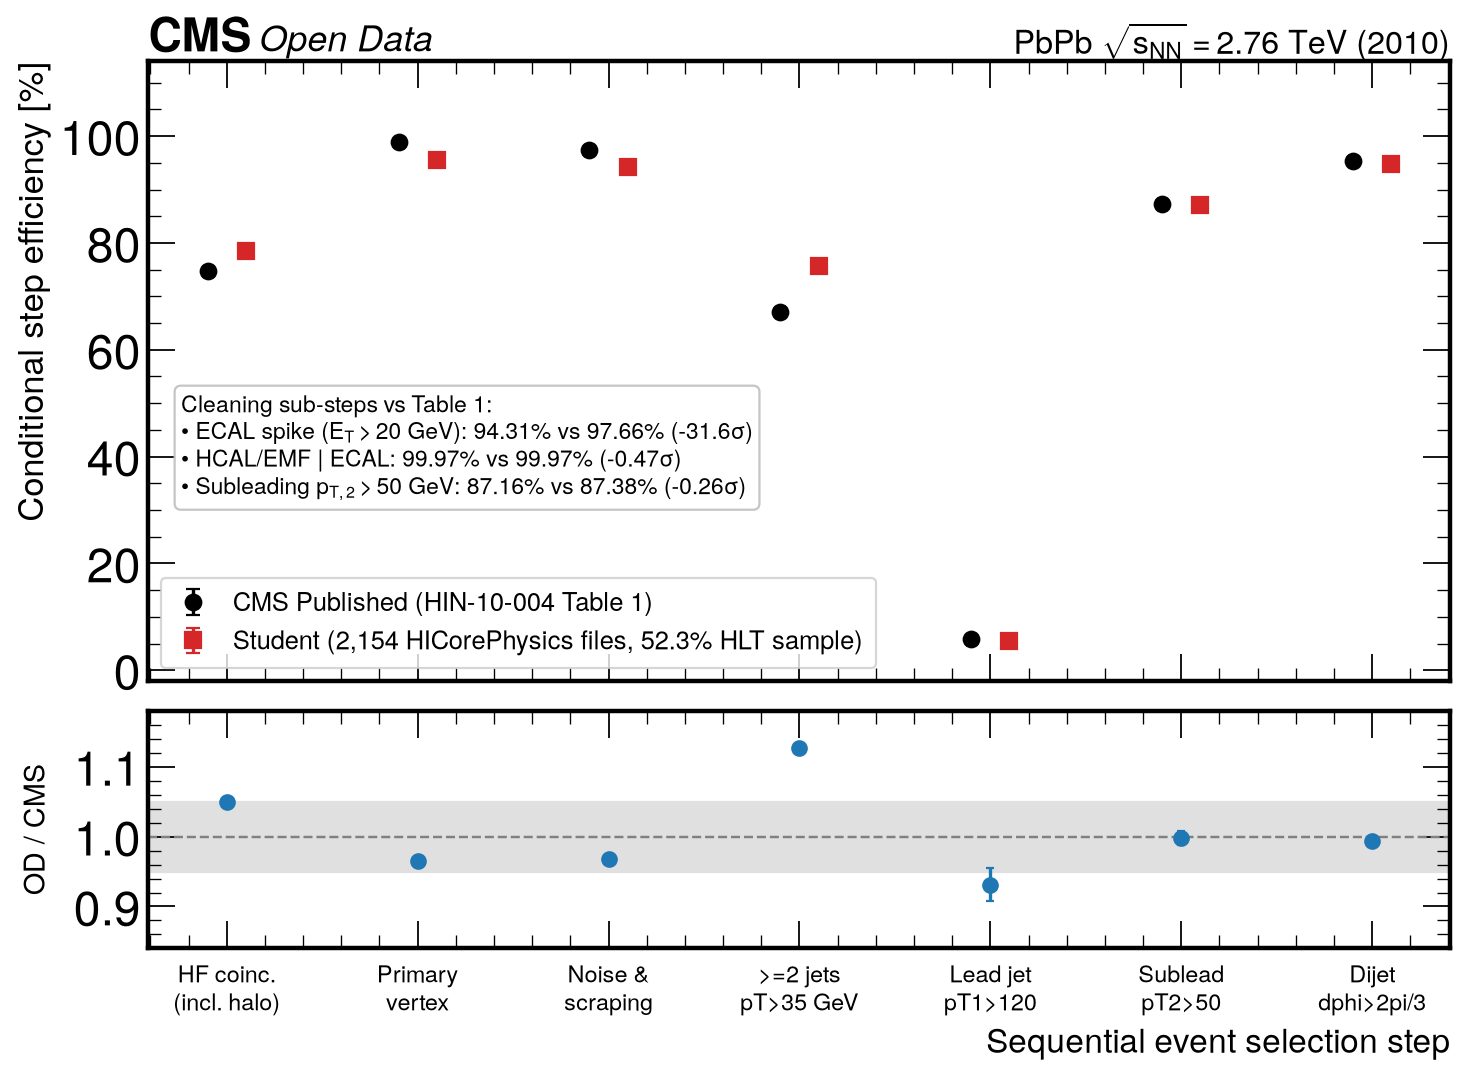 CMS Open Data
PbPb √sNN = 2.76 TeV (2010)
Conditional step efficiency [%]
100
80
60
40
20
0
Cleaning sub-steps vs Table 1:
• ECAL spike (ET > 20 GeV): 94.31% vs 97.66% (-31.6σ)
• HCAL/EMF | ECAL: 99.97% vs 99.97% (-0.47σ)
• Subleading pT, 2 > 50 GeV: 87.16% vs 87.38% (-0.26σ)
CMS Published (HIN-10-004 Table 1)
Student (2,154 HICorePhysics files, 52.3% HLT sample)
OD / CMS
1.1
1.0
0.9
HF coinc.
(incl. halo)
Primary
vertex
Noise &
scraping
>=2 jets
pT>35 GeV
Lead jet
pT1>120
Sublead
pT2>50
Dijet
dphi>2pi/3
Sequential event selection step